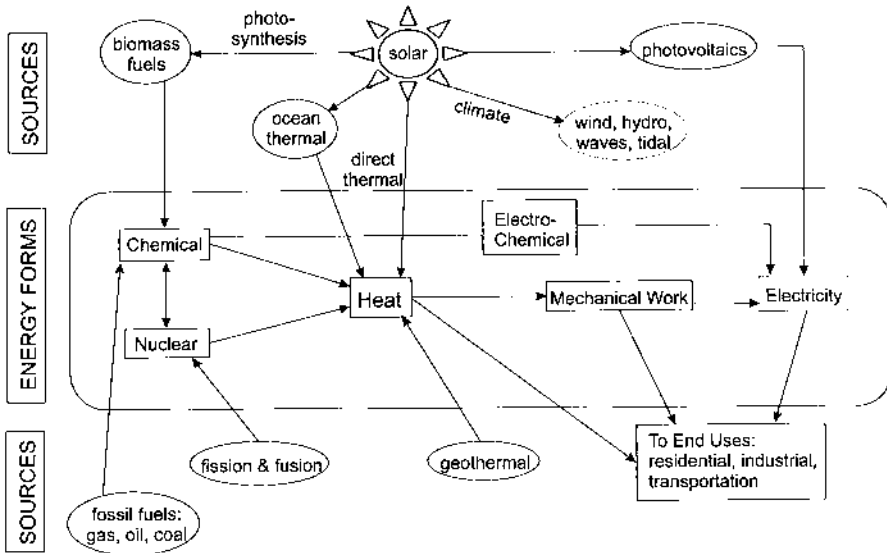 SOURCES
photo-
synthesis
biomass
fuels
solar
photovoltaics
ocean
thermal
climate
wind, hydro,
waves, tidal
direct
thermal
ENERGY FORMS
Electro-
Chemical
Chemical
Heat
Mechanical Work
Electricity
Nuclear
SOURCES
fission & fusion
geothermal
To End Uses:
residential, industrial,
transportation
fossil fuels:
gas, oil, coal